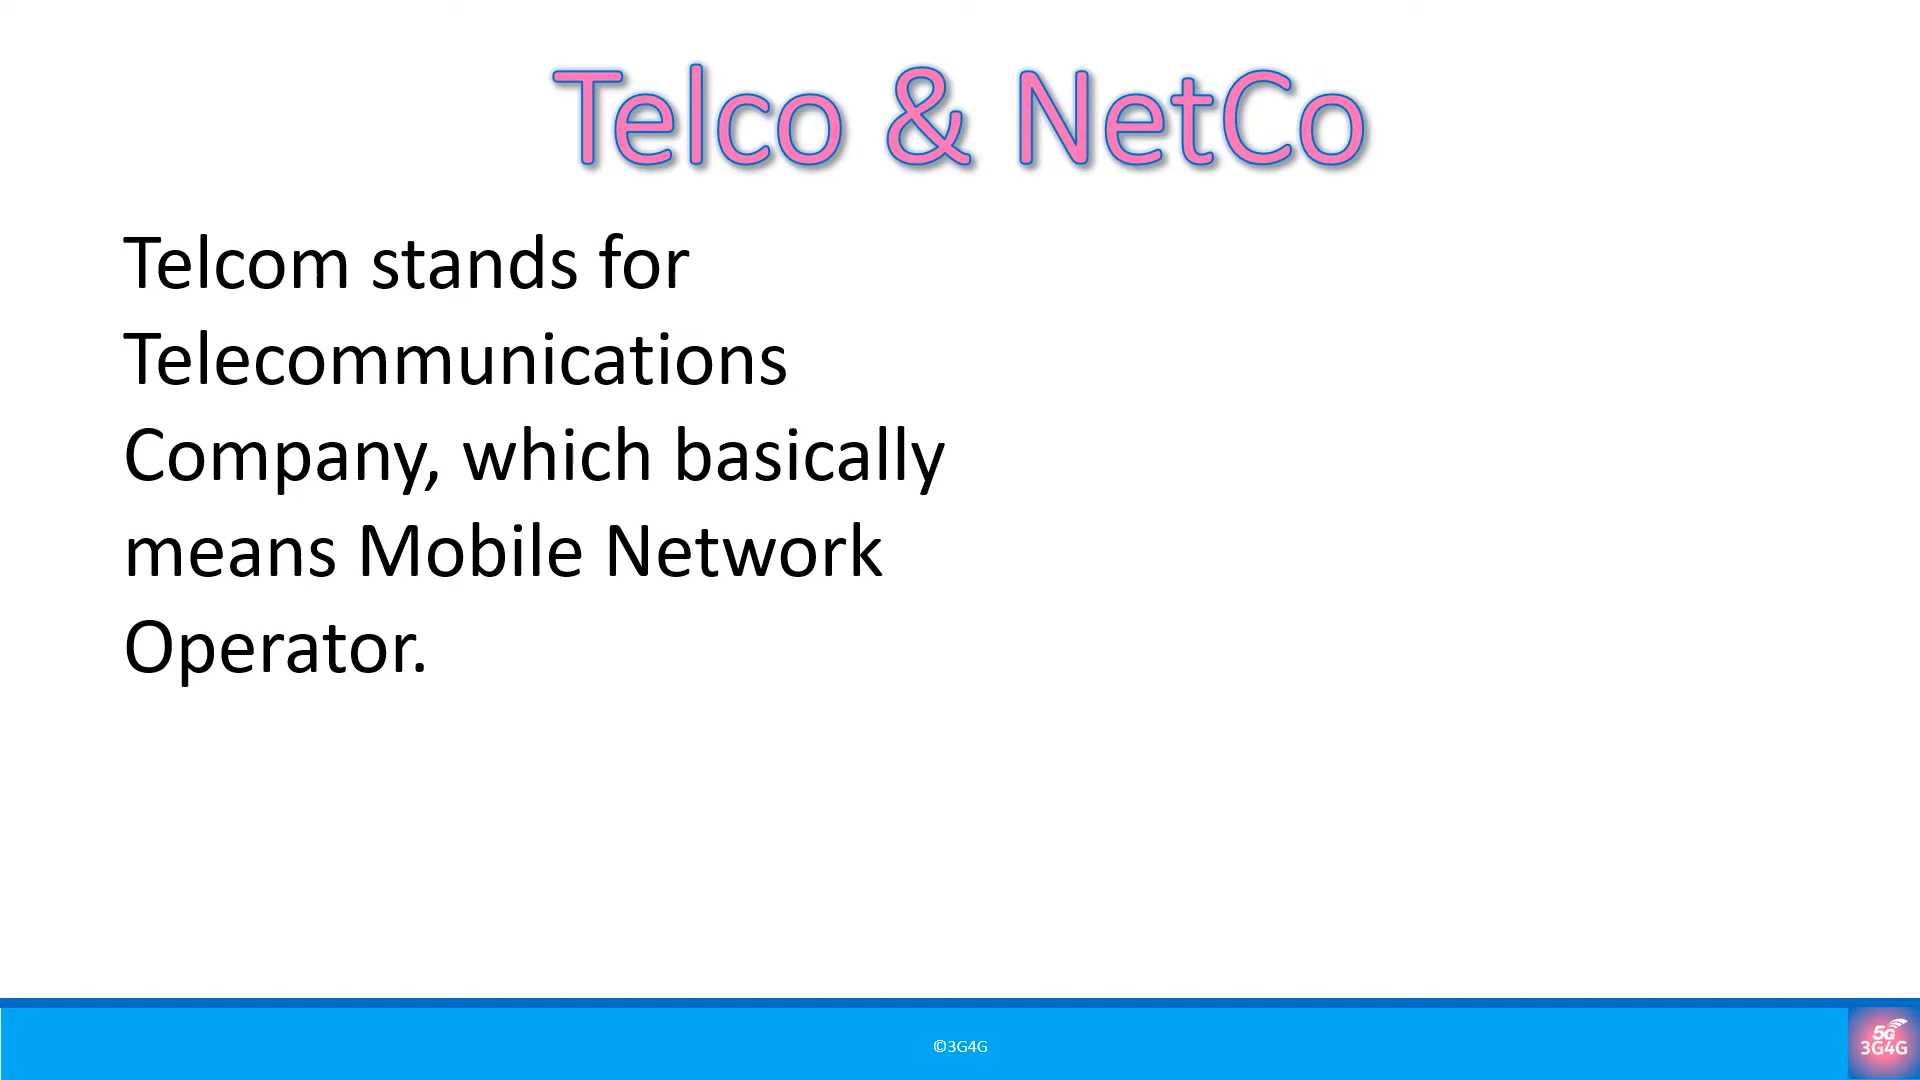 Telco & NetCo
Telcom stands for
Telecommunications
Company, which basically
means Mobile Network
Operator.
©3G4G
5G
3G4G